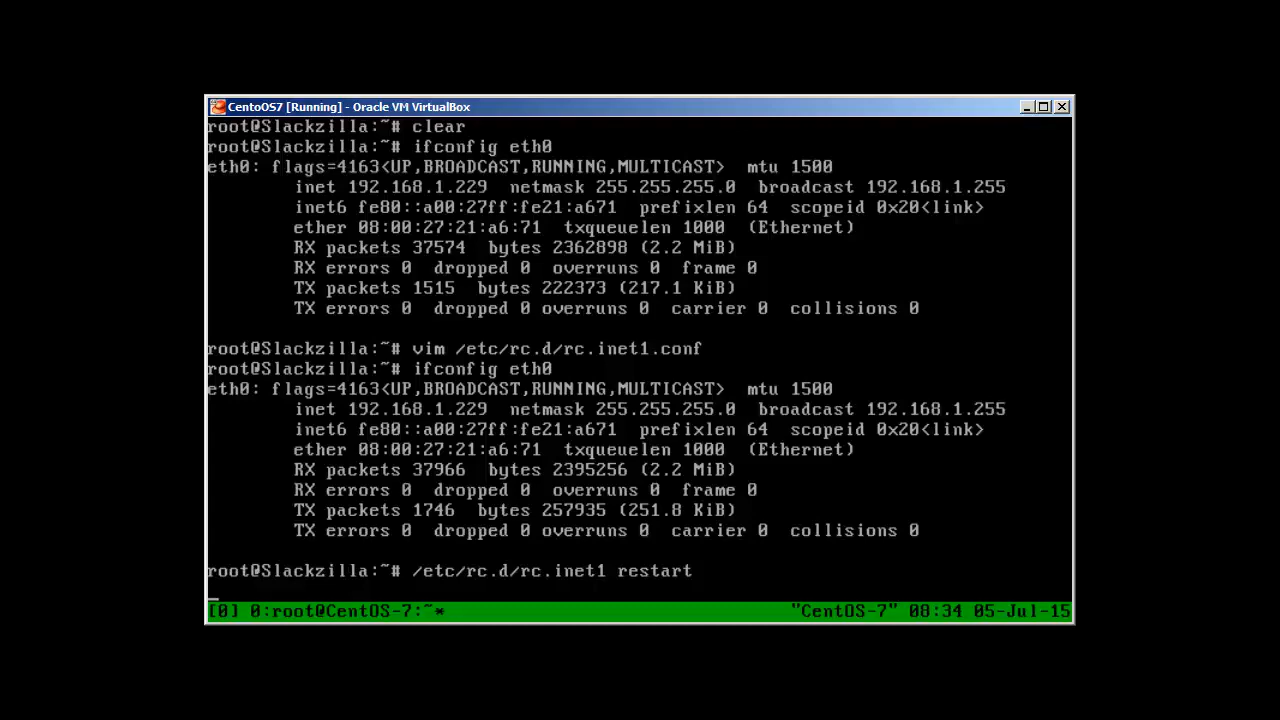 CentoOS7 [Running] - Oracle VM VirtualBox
root@Slackzilla:~# clear
root@Slackzilla:~# ifconfig eth0
eth0: flags=4163<UP,BROADCAST,RUNNING,MULTICAST>  mtu 1500
        inet 192.168.1.229  netmask 255.255.255.0  broadcast 192.168.1.255
        inet6 fe80::a00:27ff:fe21:a671  prefixlen 64  scopeid 0x20<link>
        ether 08:00:27:21:a6:71  txqueuelen 1000  (Ethernet)
        RX packets 37574  bytes 2362898 (2.2 MiB)
        RX errors 0  dropped 0  overruns 0  frame 0
        TX packets 1515  bytes 222373 (217.1 KiB)
        TX errors 0  dropped 0 overruns 0  carrier 0  collisions 0
root@Slackzilla:~# vim /etc/rc.d/rc.inet1.conf
root@Slackzilla:~# ifconfig eth0
eth0: flags=4163<UP,BROADCAST,RUNNING,MULTICAST>  mtu 1500
        inet 192.168.1.229  netmask 255.255.255.0  broadcast 192.168.1.255
        inet6 fe80::a00:27ff:fe21:a671  prefixlen 64  scopeid 0x20<link>
        ether 08:00:27:21:a6:71  txqueuelen 1000  (Ethernet)
        RX packets 37966  bytes 2395256 (2.2 MiB)
        RX errors 0  dropped 0  overruns 0  frame 0
        TX packets 1746  bytes 257935 (251.8 KiB)
        TX errors 0  dropped 0 overruns 0  carrier 0  collisions 0
root@Slackzilla:~# /etc/rc.d/rc.inet1 restart
[0] 0:root@CentOS-7:~* "CentOS-7" 08:34 05-Jul-15